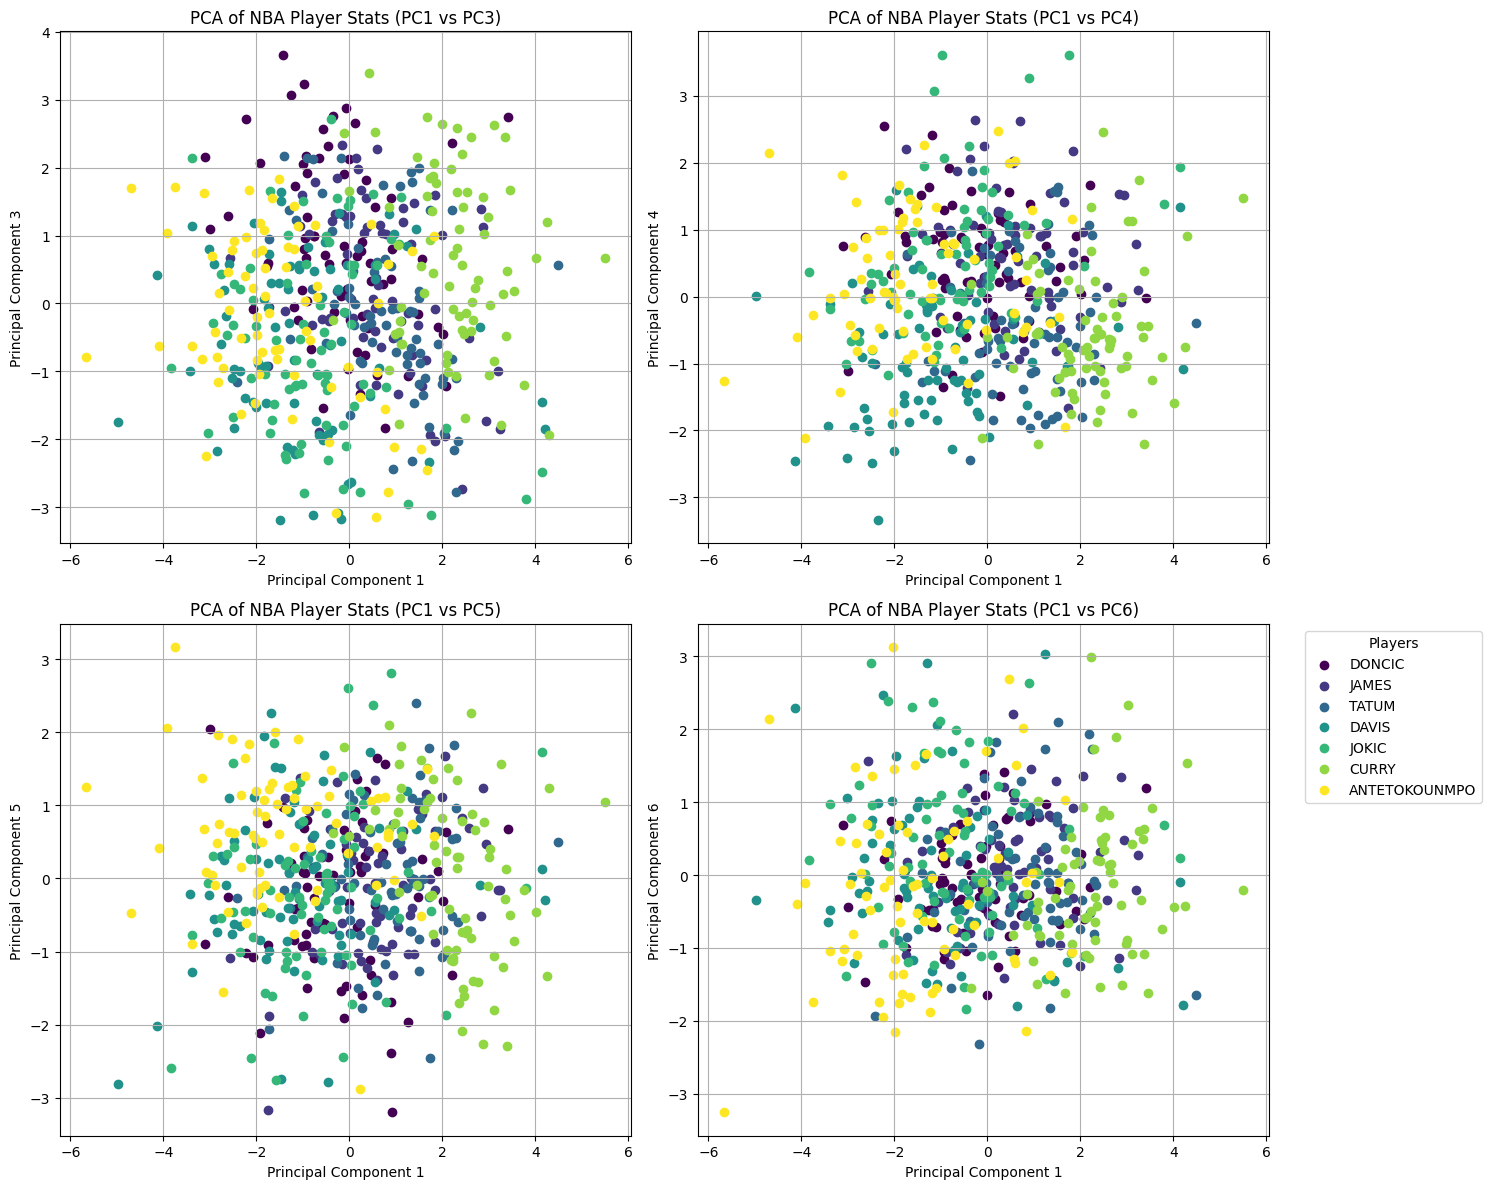 PCA of NBA Player Stats (PC1 vs PC3)
4
3
2
1
0
−1
−2
−3
Principal Component 3
−6 −4 −2 0 2 4 6
Principal Component 1
PCA of NBA Player Stats (PC1 vs PC4)
3
2
1
0
−1
−2
−3
Principal Component 4
−6 −4 −2 0 2 4 6
Principal Component 1
PCA of NBA Player Stats (PC1 vs PC5)
3
2
1
0
−1
−2
−3
Principal Component 5
−6 −4 −2 0 2 4 6
Principal Component 1
PCA of NBA Player Stats (PC1 vs PC6)
3
2
1
0
−1
−2
−3
Principal Component 6
−6 −4 −2 0 2 4 6
Principal Component 1
Players
DONCIC
JAMES
TATUM
DAVIS
JOKIC
CURRY
ANTETOKOUNMPO